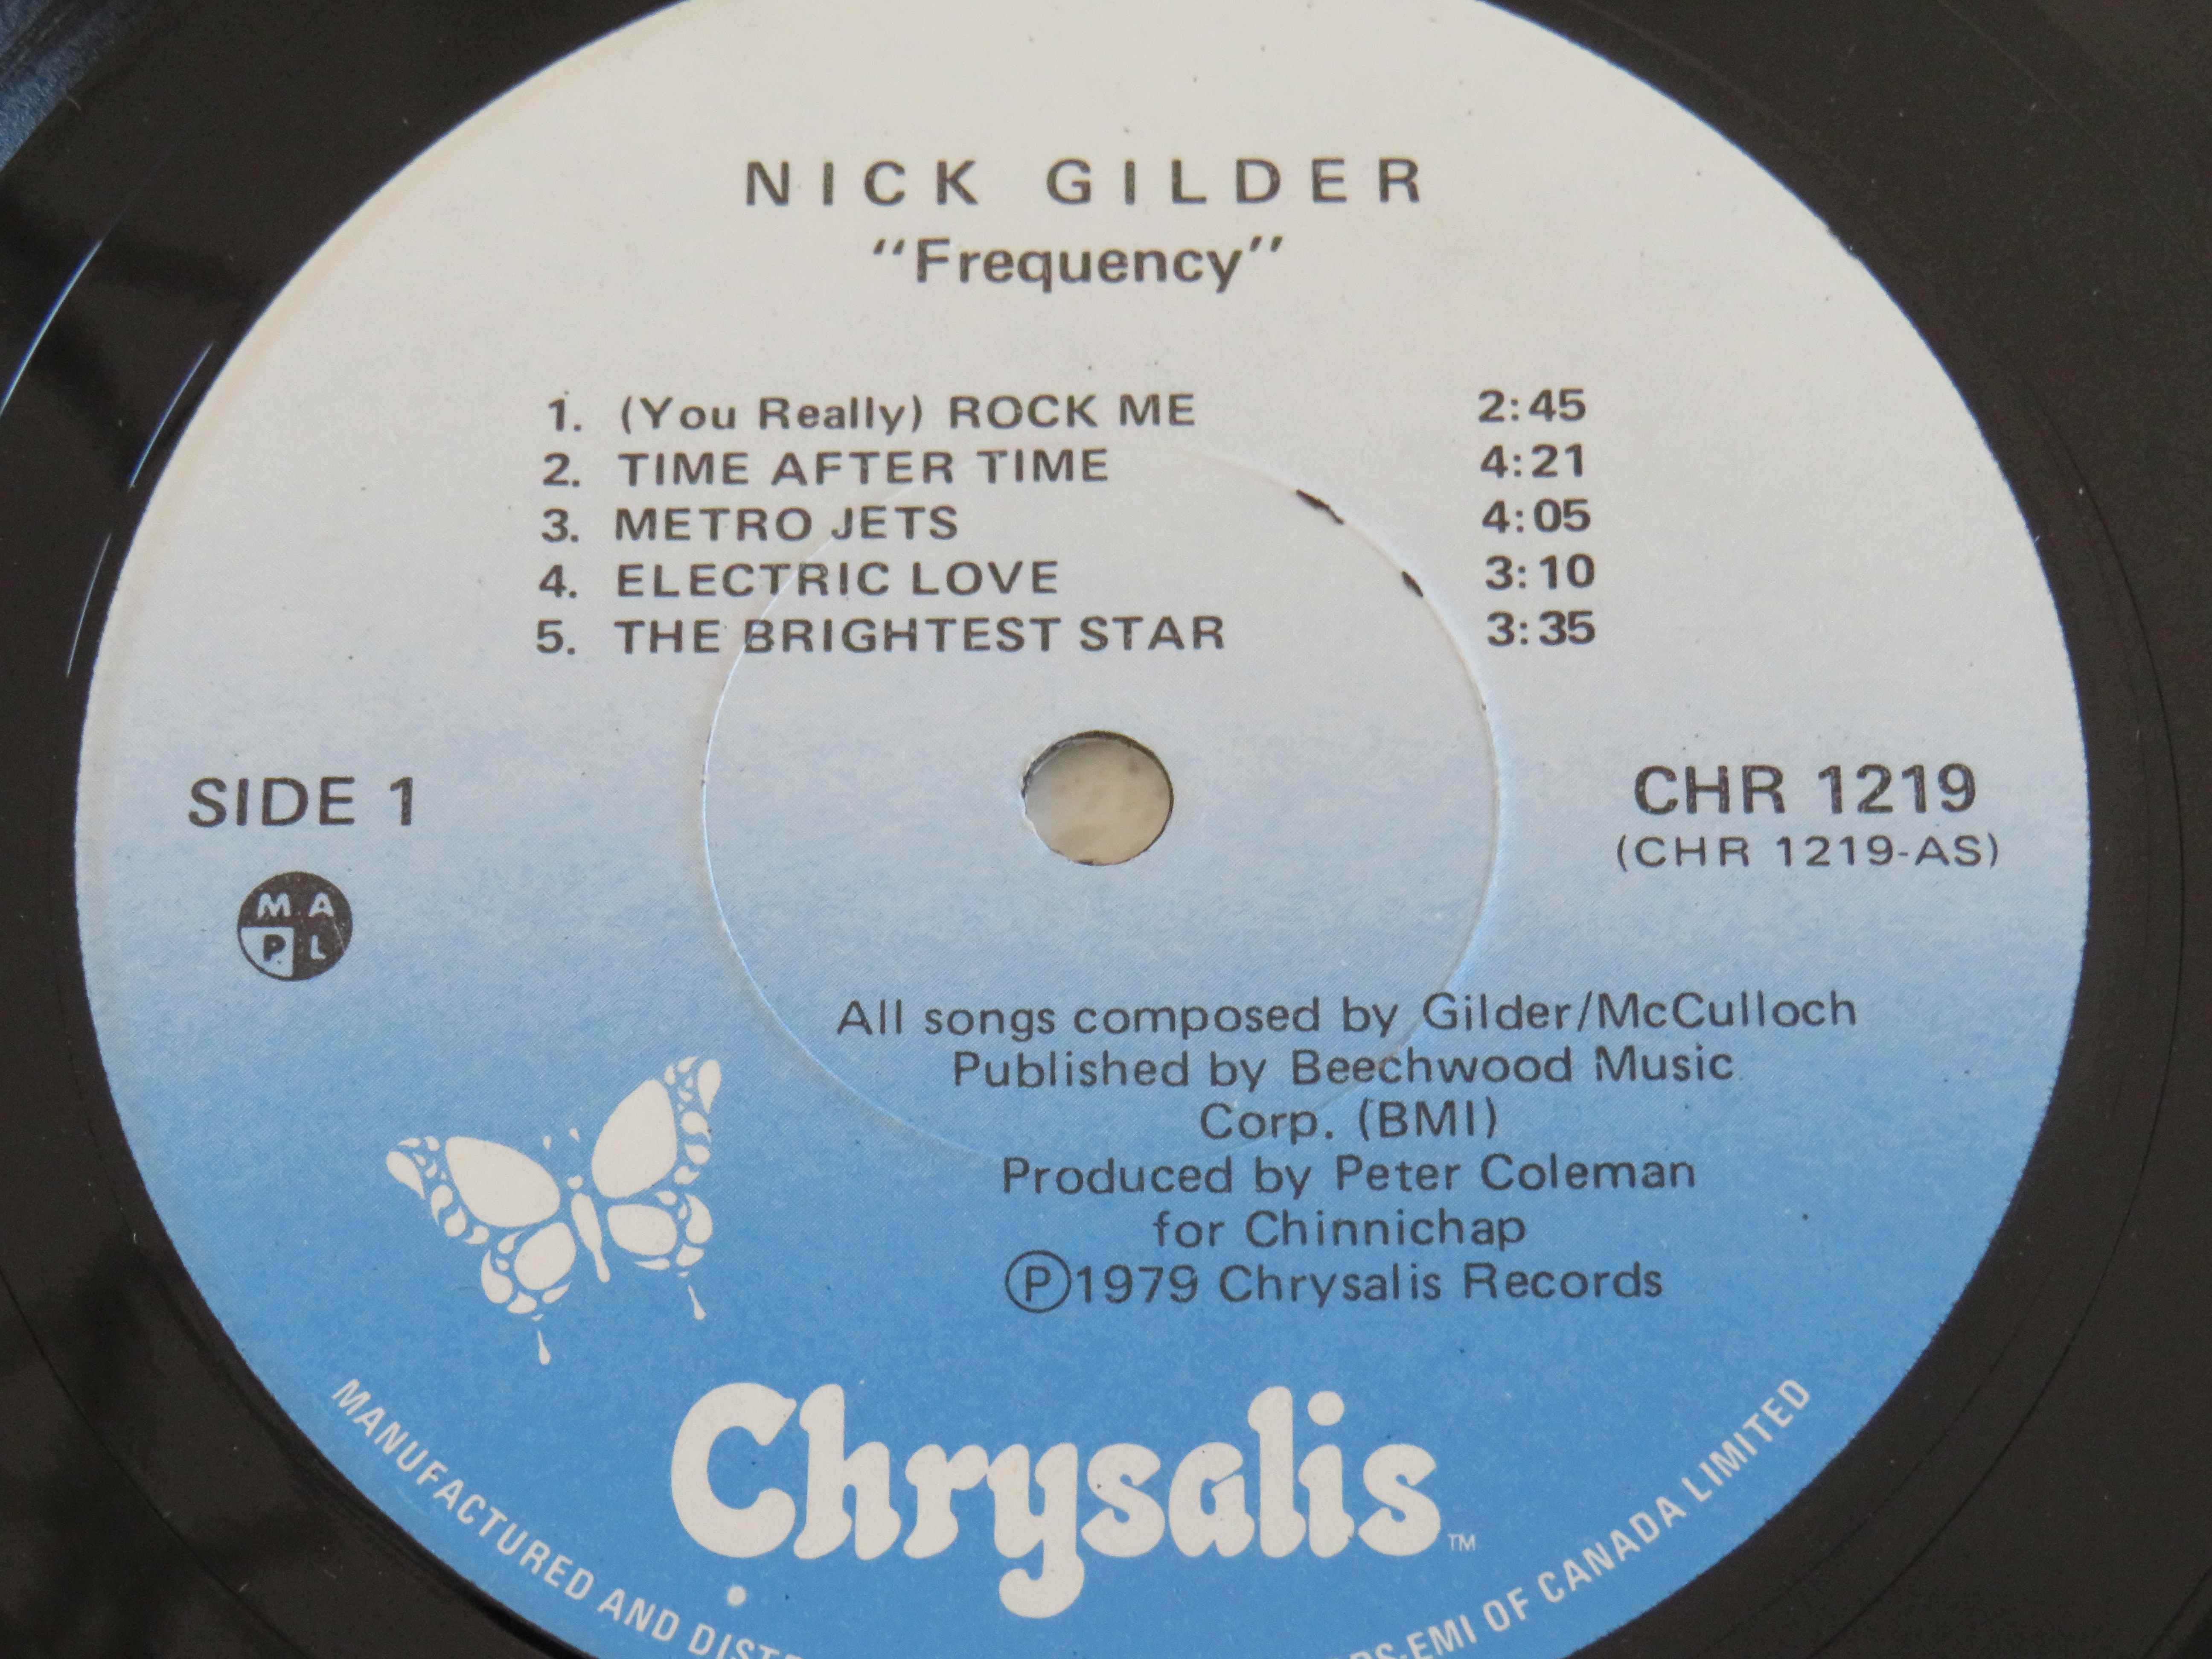 NICK GILDER
“Frequency”
1. (You Really) ROCK ME 2:45
2. TIME AFTER TIME 4:21
3. METRO JETS 4:05
4. ELECTRIC LOVE 3:10
5. THE BRIGHTEST STAR 3:35
SIDE 1
CHR 1219
(CHR 1219-AS)
M A
P L
All songs composed by Gilder/McCulloch
Published by Beechwood Music
Corp. (BMI)
Produced by Peter Coleman
for Chinnichap
Ⓟ1979 Chrysalis Records
Chrysalis™
MANUFACTURED AND
EMI OF CANADA LIMITED